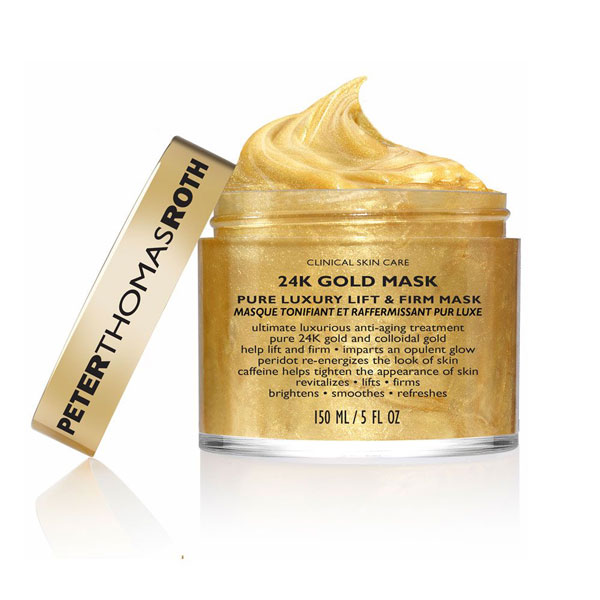 PETERTHOMASROTH
CLINICAL SKIN CARE
24K GOLD MASK
PURE LUXURY LIFT & FIRM MASK
MASQUE TONIFIANT ET RAFFERMISSANT PUR LUXE
ultimate luxurious anti-aging treatment
pure 24K gold and colloidal gold
help lift and firm • imparts an opulent glow
peridot re-energizes the look of skin
caffeine helps tighten the appearance of skin
revitalizes • lifts • firms
brightens • smoothes • refreshes
150 ML / 5 FL OZ